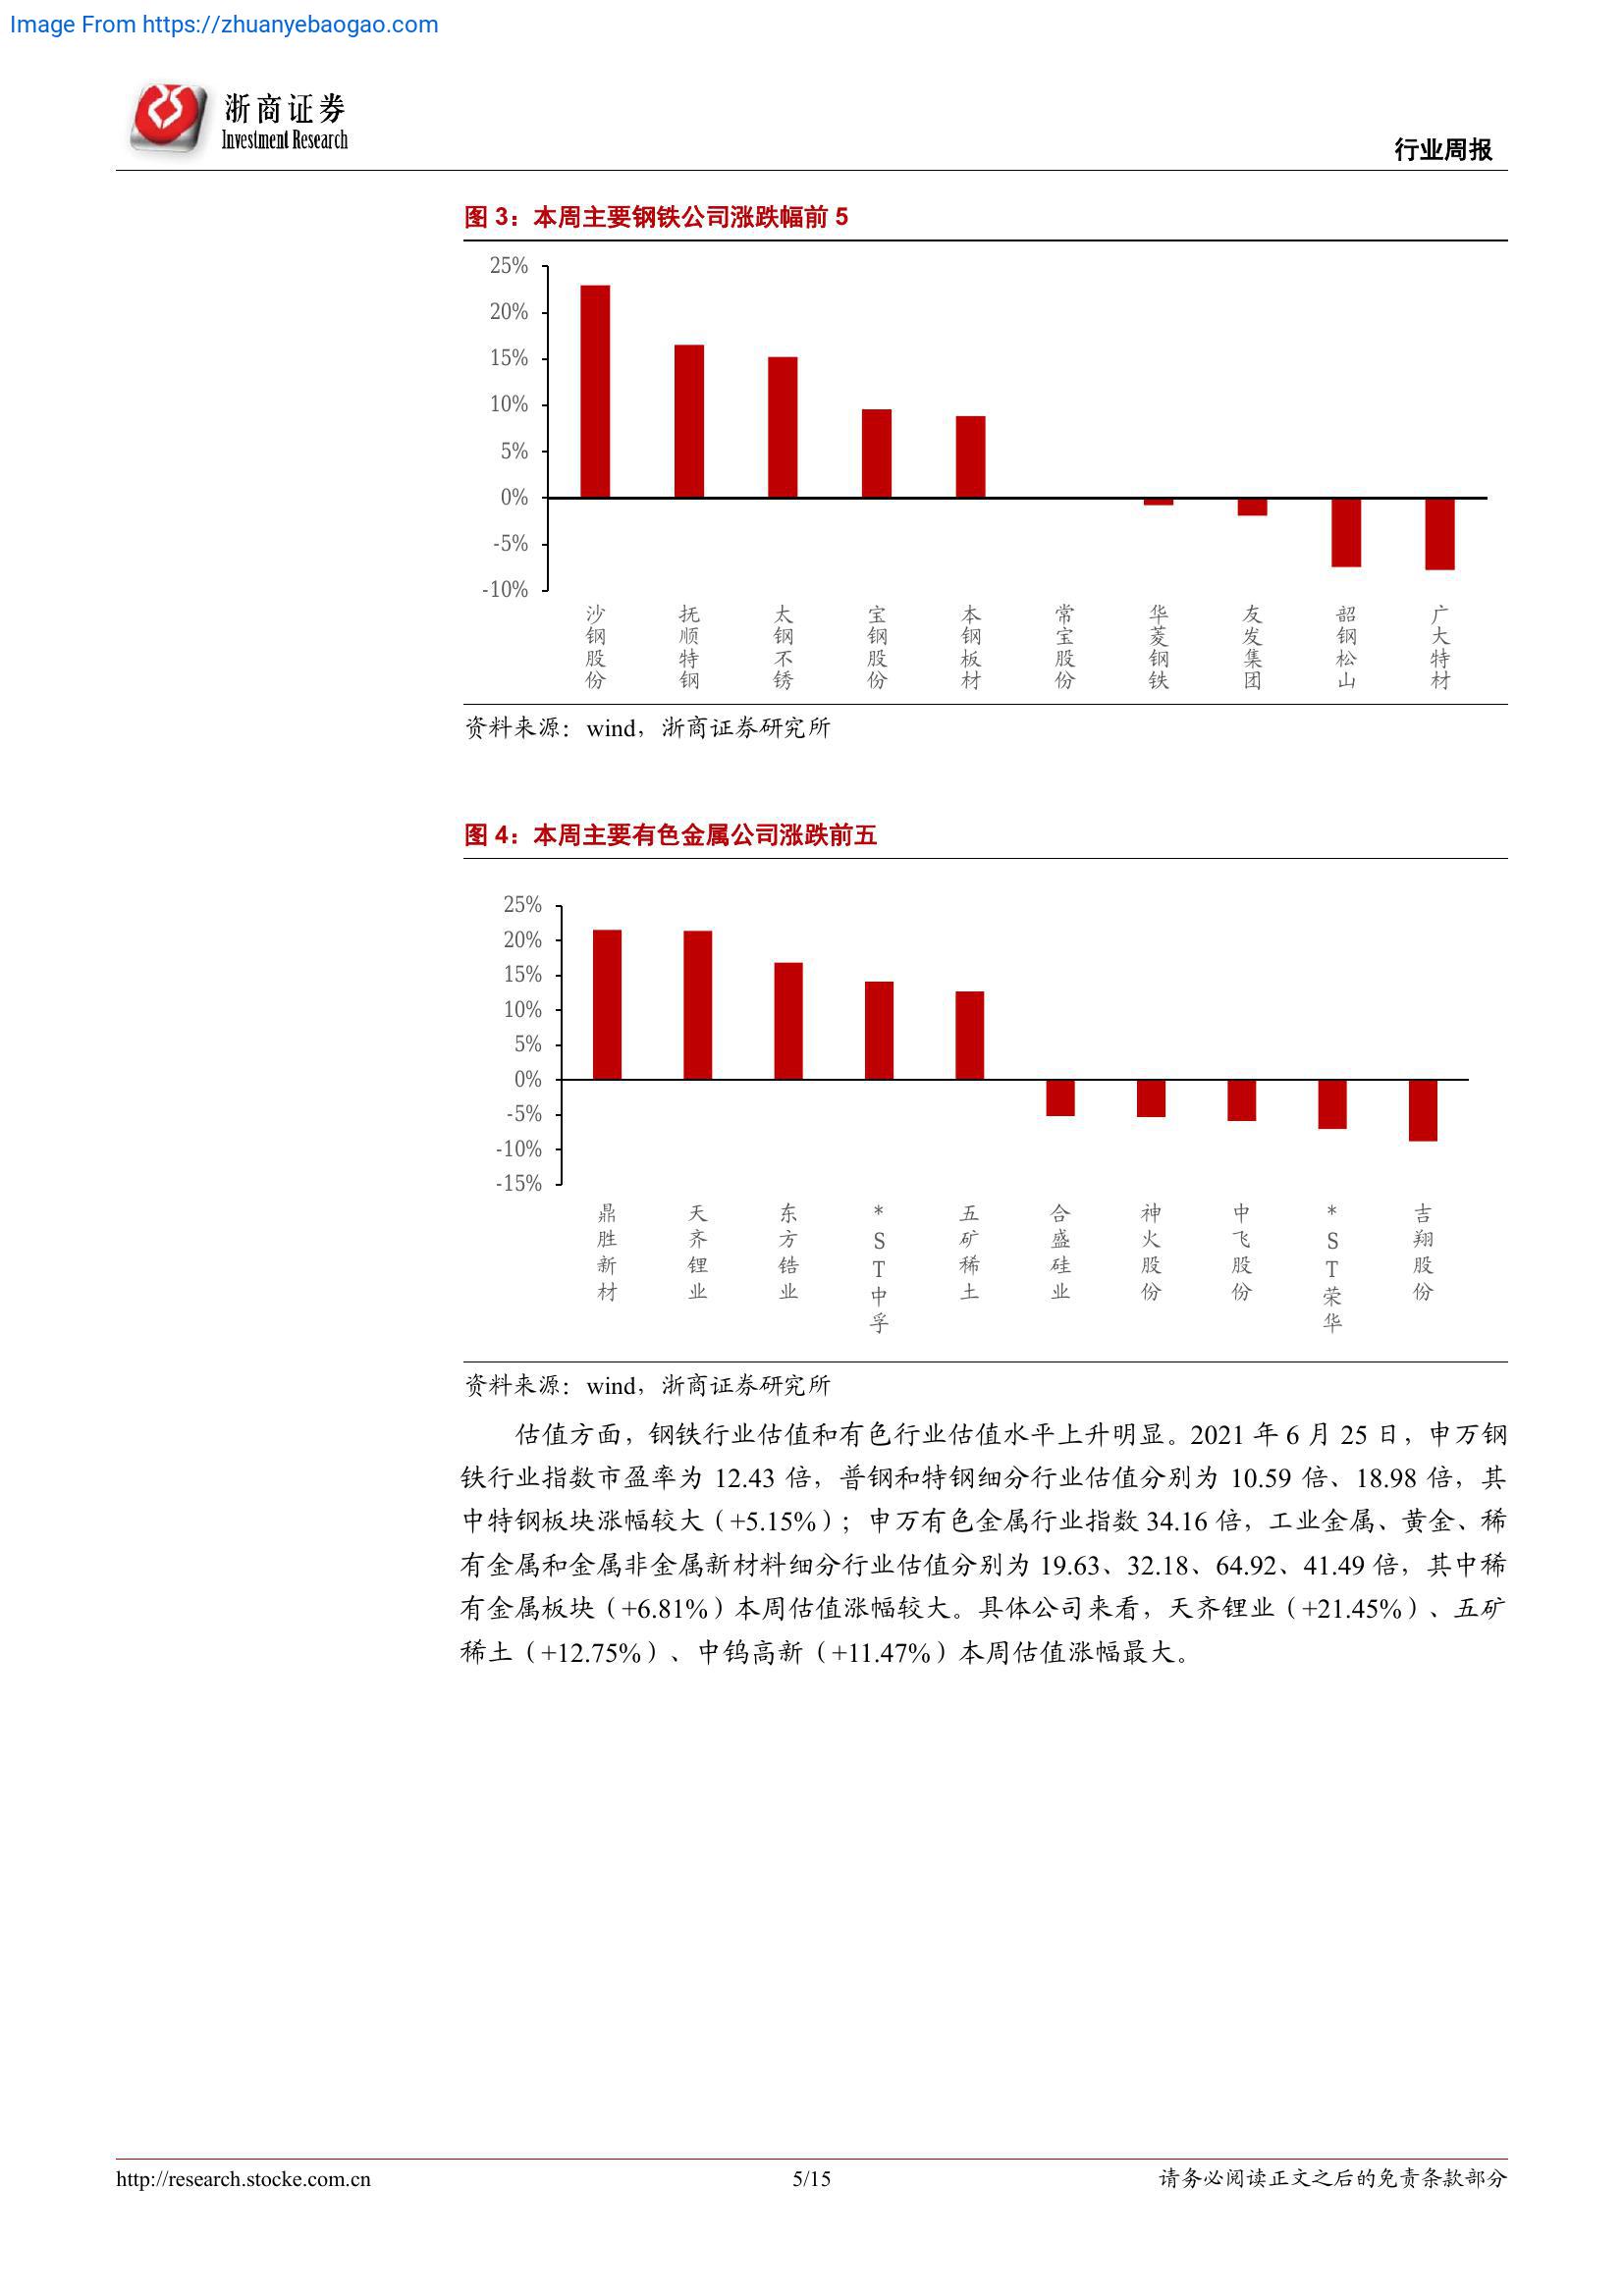 Image From https://zhuanyebaogao.com
浙商证券
Investment Research
行业周报
图 3：本周主要钢铁公司涨跌幅前 5
25%
20%
15%
10%
5%
0%
-5%
-10%
沙钢股份
抚顺特钢
太钢不锈
宝钢股份
本钢板材
常宝股份
华菱钢铁
友发集团
韶钢松山
广大特材
资料来源：wind，浙商证券研究所
图 4：本周主要有色金属公司涨跌前五
25%
20%
15%
10%
5%
0%
-5%
-10%
-15%
鼎胜新材
天齐锂业
东方锆业
*ST中孚
五矿稀土
合盛硅业
神火股份
中飞股份
*ST荣华
吉翔股份
资料来源：wind，浙商证券研究所
估值方面，钢铁行业估值和有色行业估值水平上升明显。2021 年 6 月 25 日，申万钢
铁行业指数市盈率为 12.43 倍，普钢和特钢细分行业估值分别为 10.59 倍、18.98 倍，其
中特钢板块涨幅较大（+5.15%）；申万有色金属行业指数 34.16 倍，工业金属、黄金、稀
有金属和金属非金属新材料细分行业估值分别为 19.63、32.18、64.92、41.49 倍，其中稀
有金属板块（+6.81%）本周估值涨幅较大。具体公司来看，天齐锂业（+21.45%）、五矿
稀土（+12.75%）、中钨高新（+11.47%）本周估值涨幅最大。
http://research.stocke.com.cn
5/15
请务必阅读正文之后的免责条款部分